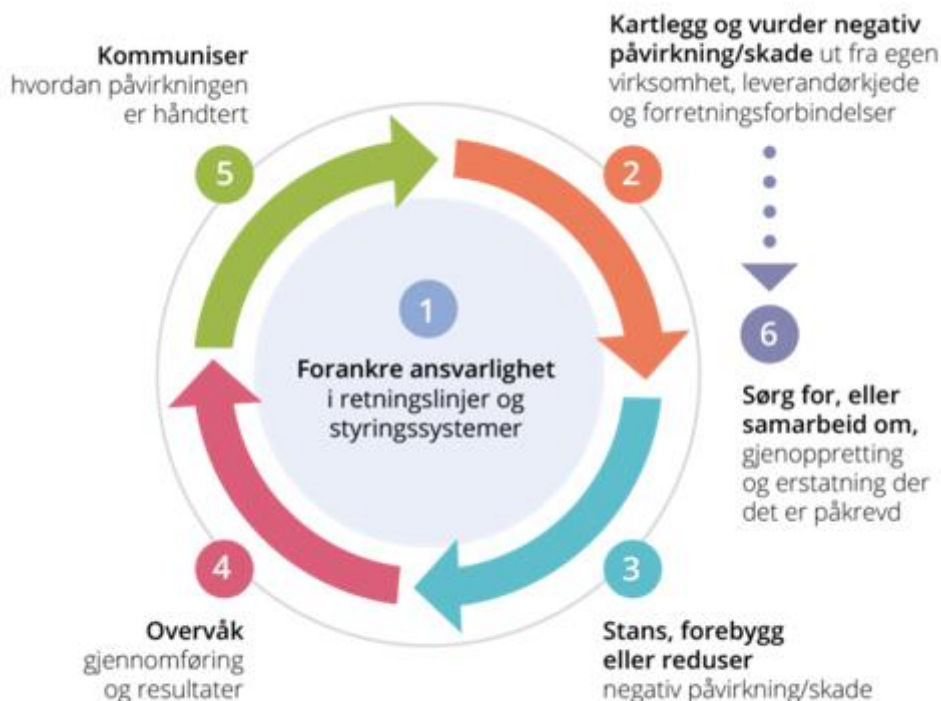 1
Forankre ansvarlighet
i retningslinjer og
styringssystemer
2
Kartlegg og vurder negativ
påvirkning/skade ut fra egen
virksomhet, leverandørkjede
og forretningsforbindelser
3
Stans, forebygg
eller reduser
negativ påvirkning/skade
4
Overvåk
gjennomføring
og resultater
5
Kommuniser
hvordan påvirkningen
er håndtert
6
Sørg for, eller
samarbeid om,
gjenoppretting
og erstatning der
det er påkrevd